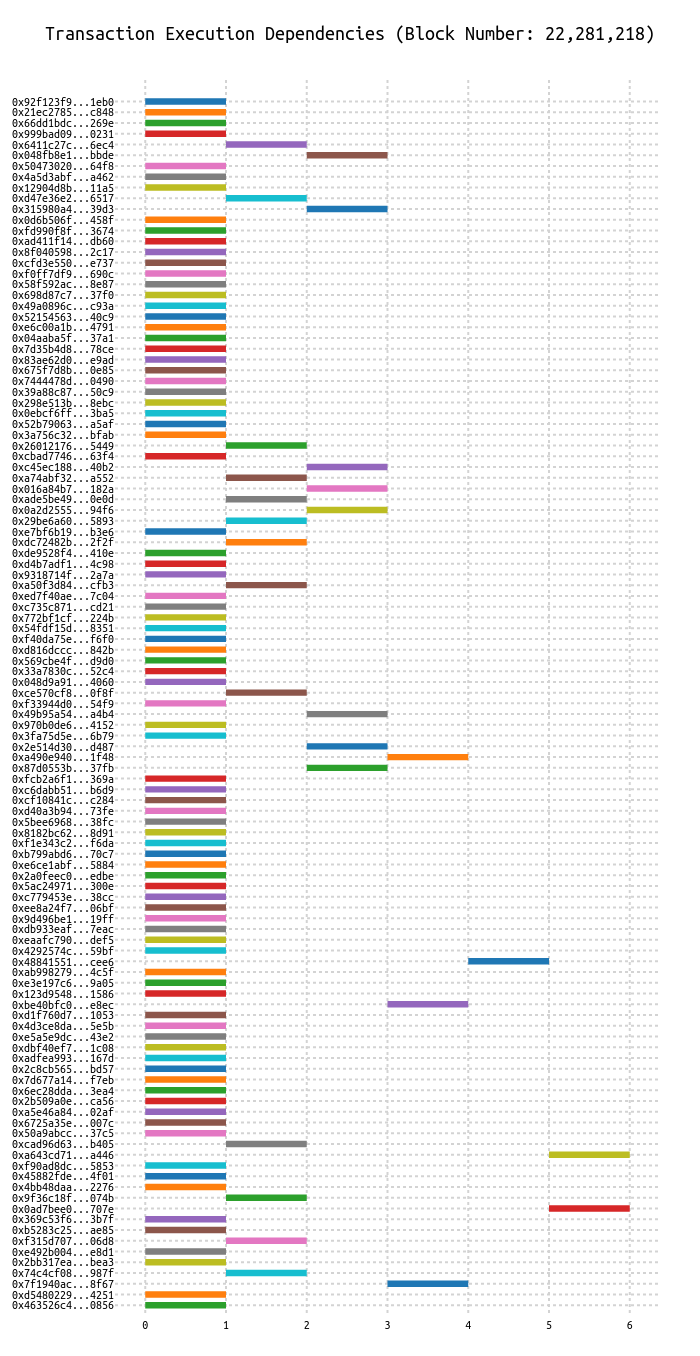 Transaction Execution Dependencies (Block Number: 22,281,218)
0x92f123f9...1eb0
0x21ec2785...c848
0x66dd1bdc...269e
0x999bad09...0231
0x6411c27c...6ec4
0x048fb8e1...bbde
0x50473020...64f8
0x4a5d3abf...a462
0x12904d8b...11a5
0xd47e36e2...6517
0x315980a4...39d3
0x0d6b506f...458f
0xfd990f8f...3674
0xad411f14...db60
0x8f040598...2c17
0xcfd3e550...e737
0xf0ff7df9...690c
0x58f592ac...8e87
0x698d87c7...37f0
0x49a0896c...c93a
0x52154563...40c9
0xe6c00a1b...4791
0x04aaba5f...37a1
0x7d35b4d8...78ce
0x83ae62d0...e9ad
0x675f7d8b...0e85
0x7444478d...0490
0x39a88c87...50c9
0x298e513b...8ebc
0x0ebcf6ff...3ba5
0x52b79063...a5af
0x3a756c32...bfab
0x26012176...5449
0xcbad7746...63f4
0xc45ec188...40b2
0xa74abf32...a552
0x016a84b7...182a
0xade5be49...0e0d
0x0a2d2555...94f6
0x29be6a60...5893
0xe7bf6b19...b3e6
0xdc72482b...2f2f
0xde9528f4...410e
0xd4b7adf1...4c98
0x9318714f...2a7a
0xa50f3d84...cfb3
0xed7f40ae...7c04
0xc735c871...cd21
0x772bf1cf...224b
0x54fdf15d...8351
0xf40da75e...f6f0
0xd816dccc...842b
0x569cbe4f...d9d0
0x33a7830c...52c4
0x048d9a91...4060
0xce570cf8...0f8f
0xf33944d0...54f9
0x49b95a54...a4b4
0x970b0de6...4152
0x3fa75d5e...6b79
0x2e514d30...d487
0xa490e940...1f48
0x87d0553b...37fb
0xfcb2a6f1...369a
0xc6dabb51...b6d9
0xcf10841c...c284
0xd40a3b94...73fe
0x5bee6968...38fc
0x8182bc62...8d91
0xf1e343c2...f6da
0xb799abd6...70c7
0xe6ce1abf...5884
0x2a0feec0...edbe
0x5ac24971...300e
0xc779453e...38cc
0xee8a24f7...06bf
0x9d496be1...19ff
0xdb933eaf...7eac
0xeaafc790...def5
0x4292574c...59bf
0x48841551...cee6
0xab998279...4c5f
0xe3e197c6...9a05
0x123d9548...1586
0xbe40bfc0...e8ec
0xd1f760d7...1053
0x4d3ce8da...5e5b
0xe5a5e9dc...43e2
0xdbf40ef7...1c08
0xadfea993...167d
0x2c8cb565...bd57
0x7d677a14...f7eb
0x6ec28dda...3ea4
0x2b509a0e...ca56
0xa5e46a84...02af
0x6725a35e...007c
0x50a9abcc...37c5
0xcad96d63...b405
0xa643cd71...a446
0xf90ad8dc...5853
0x45882fde...4f01
0x4bb48daa...2276
0x9f36c18f...074b
0x0ad7bee0...707e
0x369c53f6...3b7f
0xb5283c25...ae85
0xf315d707...06d8
0xe492b004...e8d1
0x2bb317ea...bea3
0x74c4cf08...987f
0x7f1940ac...8f67
0xd5480229...4251
0x463526c4...0856
0 1 2 3 4 5 6